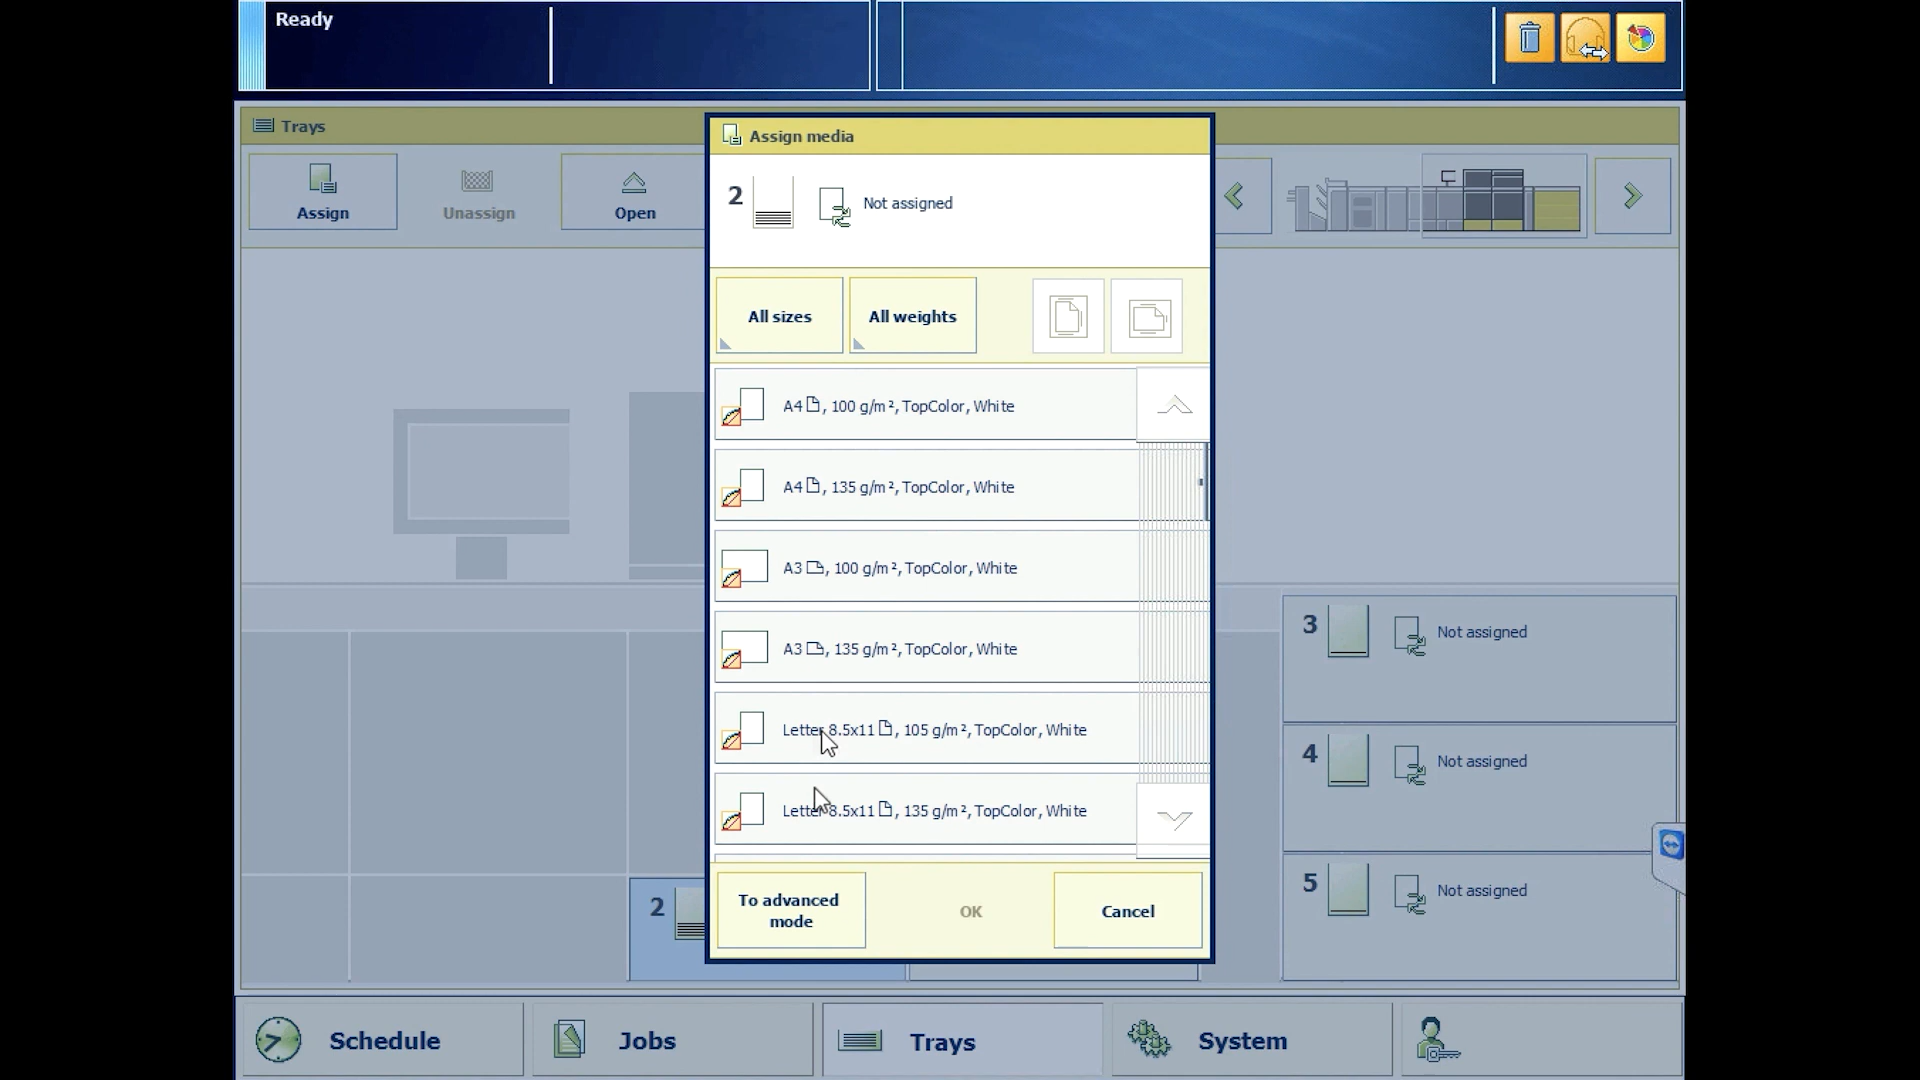 Ready
Trays
Assign
Unassign
Open
Assign media
2
Not assigned
All sizes
All weights
A4, 100 g/m², TopColor, White
A4, 135 g/m², TopColor, White
A3, 100 g/m², TopColor, White
A3, 135 g/m², TopColor, White
Letter 8.5x11, 105 g/m², TopColor, White
Letter 8.5x11, 135 g/m², TopColor, White
To advanced
mode
OK
Cancel
2
3
Not assigned
4
Not assigned
5
Not assigned
Schedule
Jobs
Trays
System